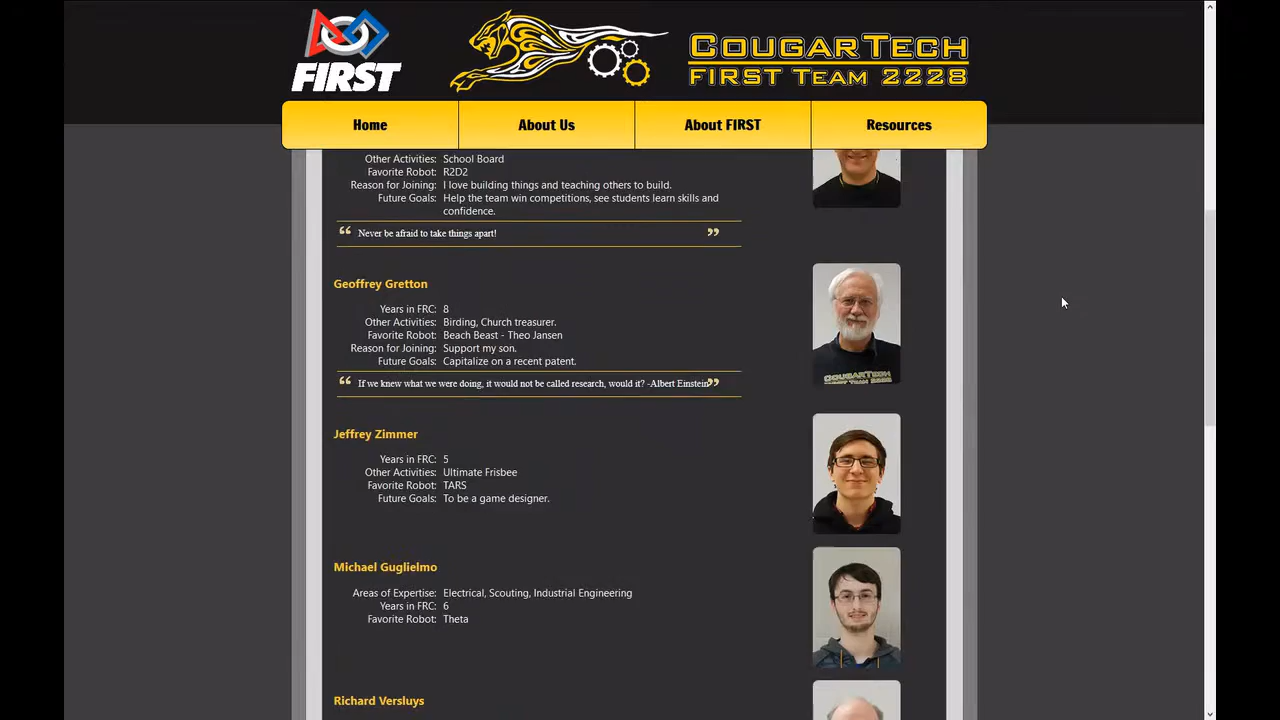 FIRST
COUGARTECH
FIRST TEAM 2228
Home
About Us
About FIRST
Resources
Other Activities: School Board
Favorite Robot: R2D2
Reason for Joining: I love building things and teaching others to build.
Future Goals: Help the team win competitions, see students learn skills and
confidence.
“ Never be afraid to take things apart! ”
Geoffrey Gretton
Years in FRC: 8
Other Activities: Birding, Church treasurer.
Favorite Robot: Beach Beast - Theo Jansen
Reason for Joining: Support my son.
Future Goals: Capitalize on a recent patent.
COUGARTECH
FIRST TEAM 2228
“ If we knew what we were doing, it would not be called research, would it? -Albert Einstein ”
Jeffrey Zimmer
Years in FRC: 5
Other Activities: Ultimate Frisbee
Favorite Robot: TARS
Future Goals: To be a game designer.
Michael Guglielmo
Areas of Expertise: Electrical, Scouting, Industrial Engineering
Years in FRC: 6
Favorite Robot: Theta
Richard Versluys